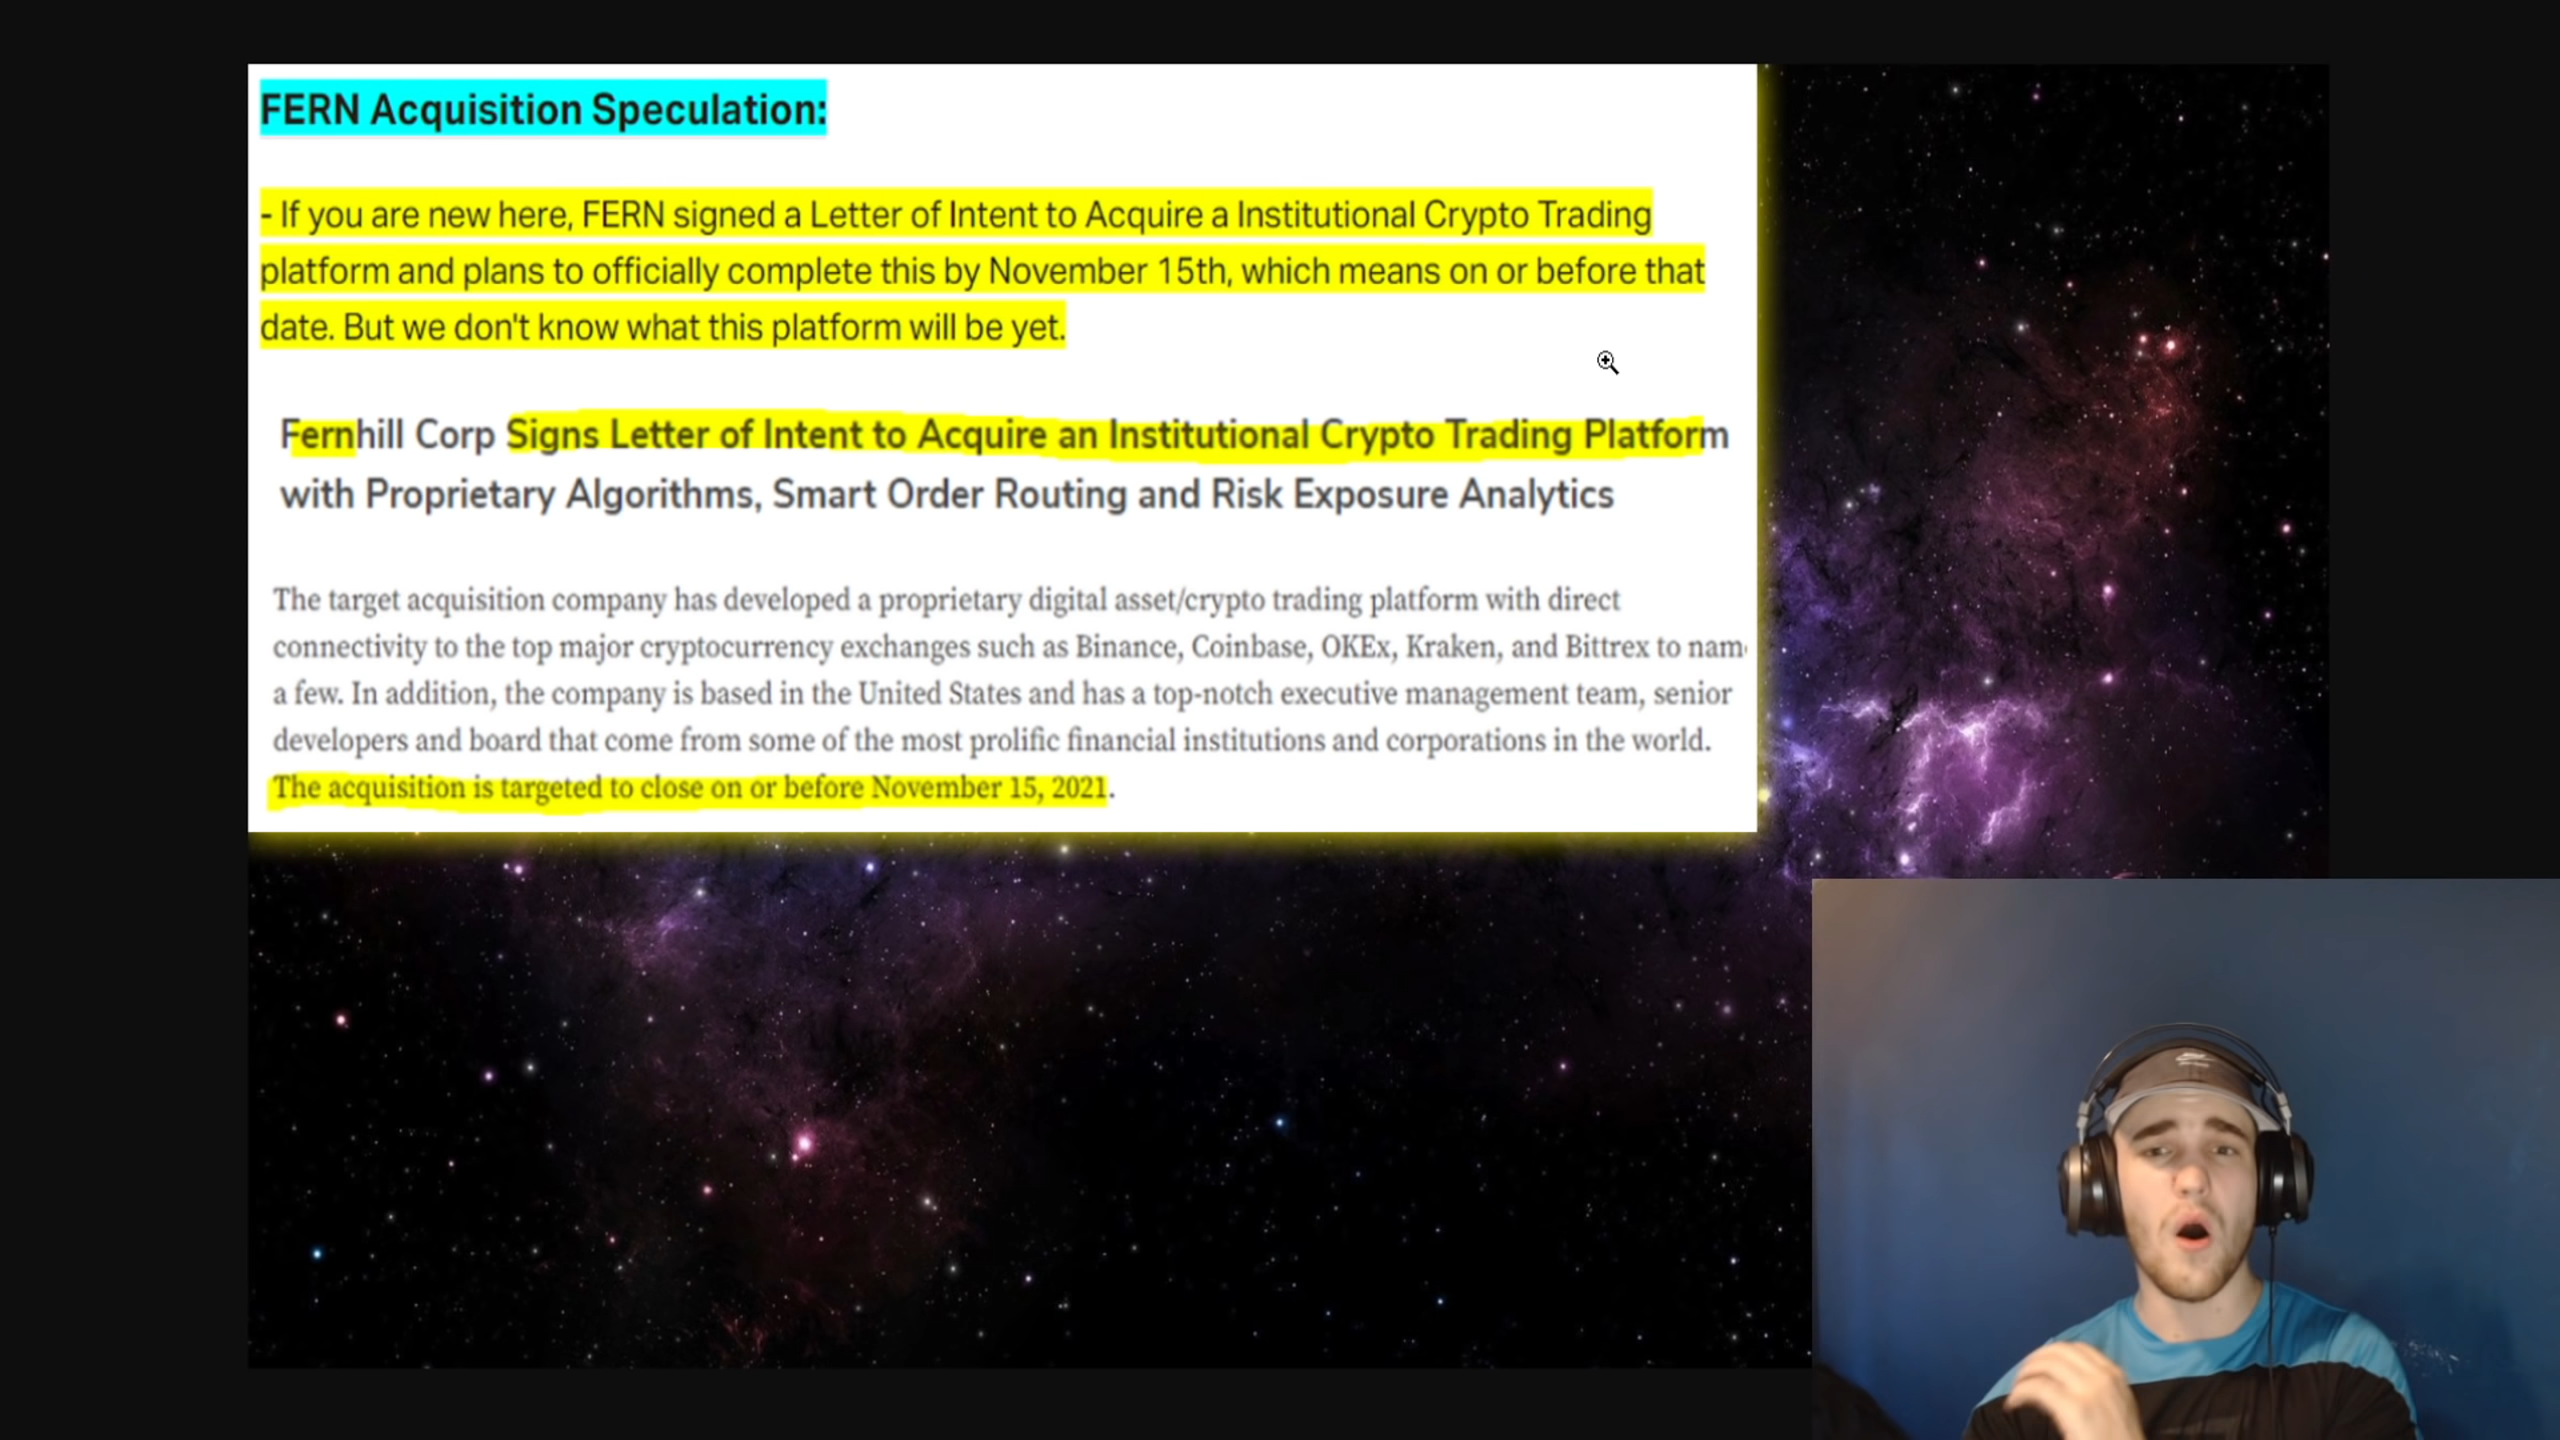 FERN Acquisition Speculation:
- If you are new here, FERN signed a Letter of Intent to Acquire a Institutional Crypto Trading
platform and plans to officially complete this by November 15th, which means on or before that
date. But we don't know what this platform will be yet.
Fernhill Corp Signs Letter of Intent to Acquire an Institutional Crypto Trading Platform
with Proprietary Algorithms, Smart Order Routing and Risk Exposure Analytics
The target acquisition company has developed a proprietary digital asset/crypto trading platform with direct
connectivity to the top major cryptocurrency exchanges such as Binance, Coinbase, OKEx, Kraken, and Bittrex to nam
a few. In addition, the company is based in the United States and has a top-notch executive management team, senior
developers and board that come from some of the most prolific financial institutions and corporations in the world.
The acquisition is targeted to close on or before November 15, 2021.